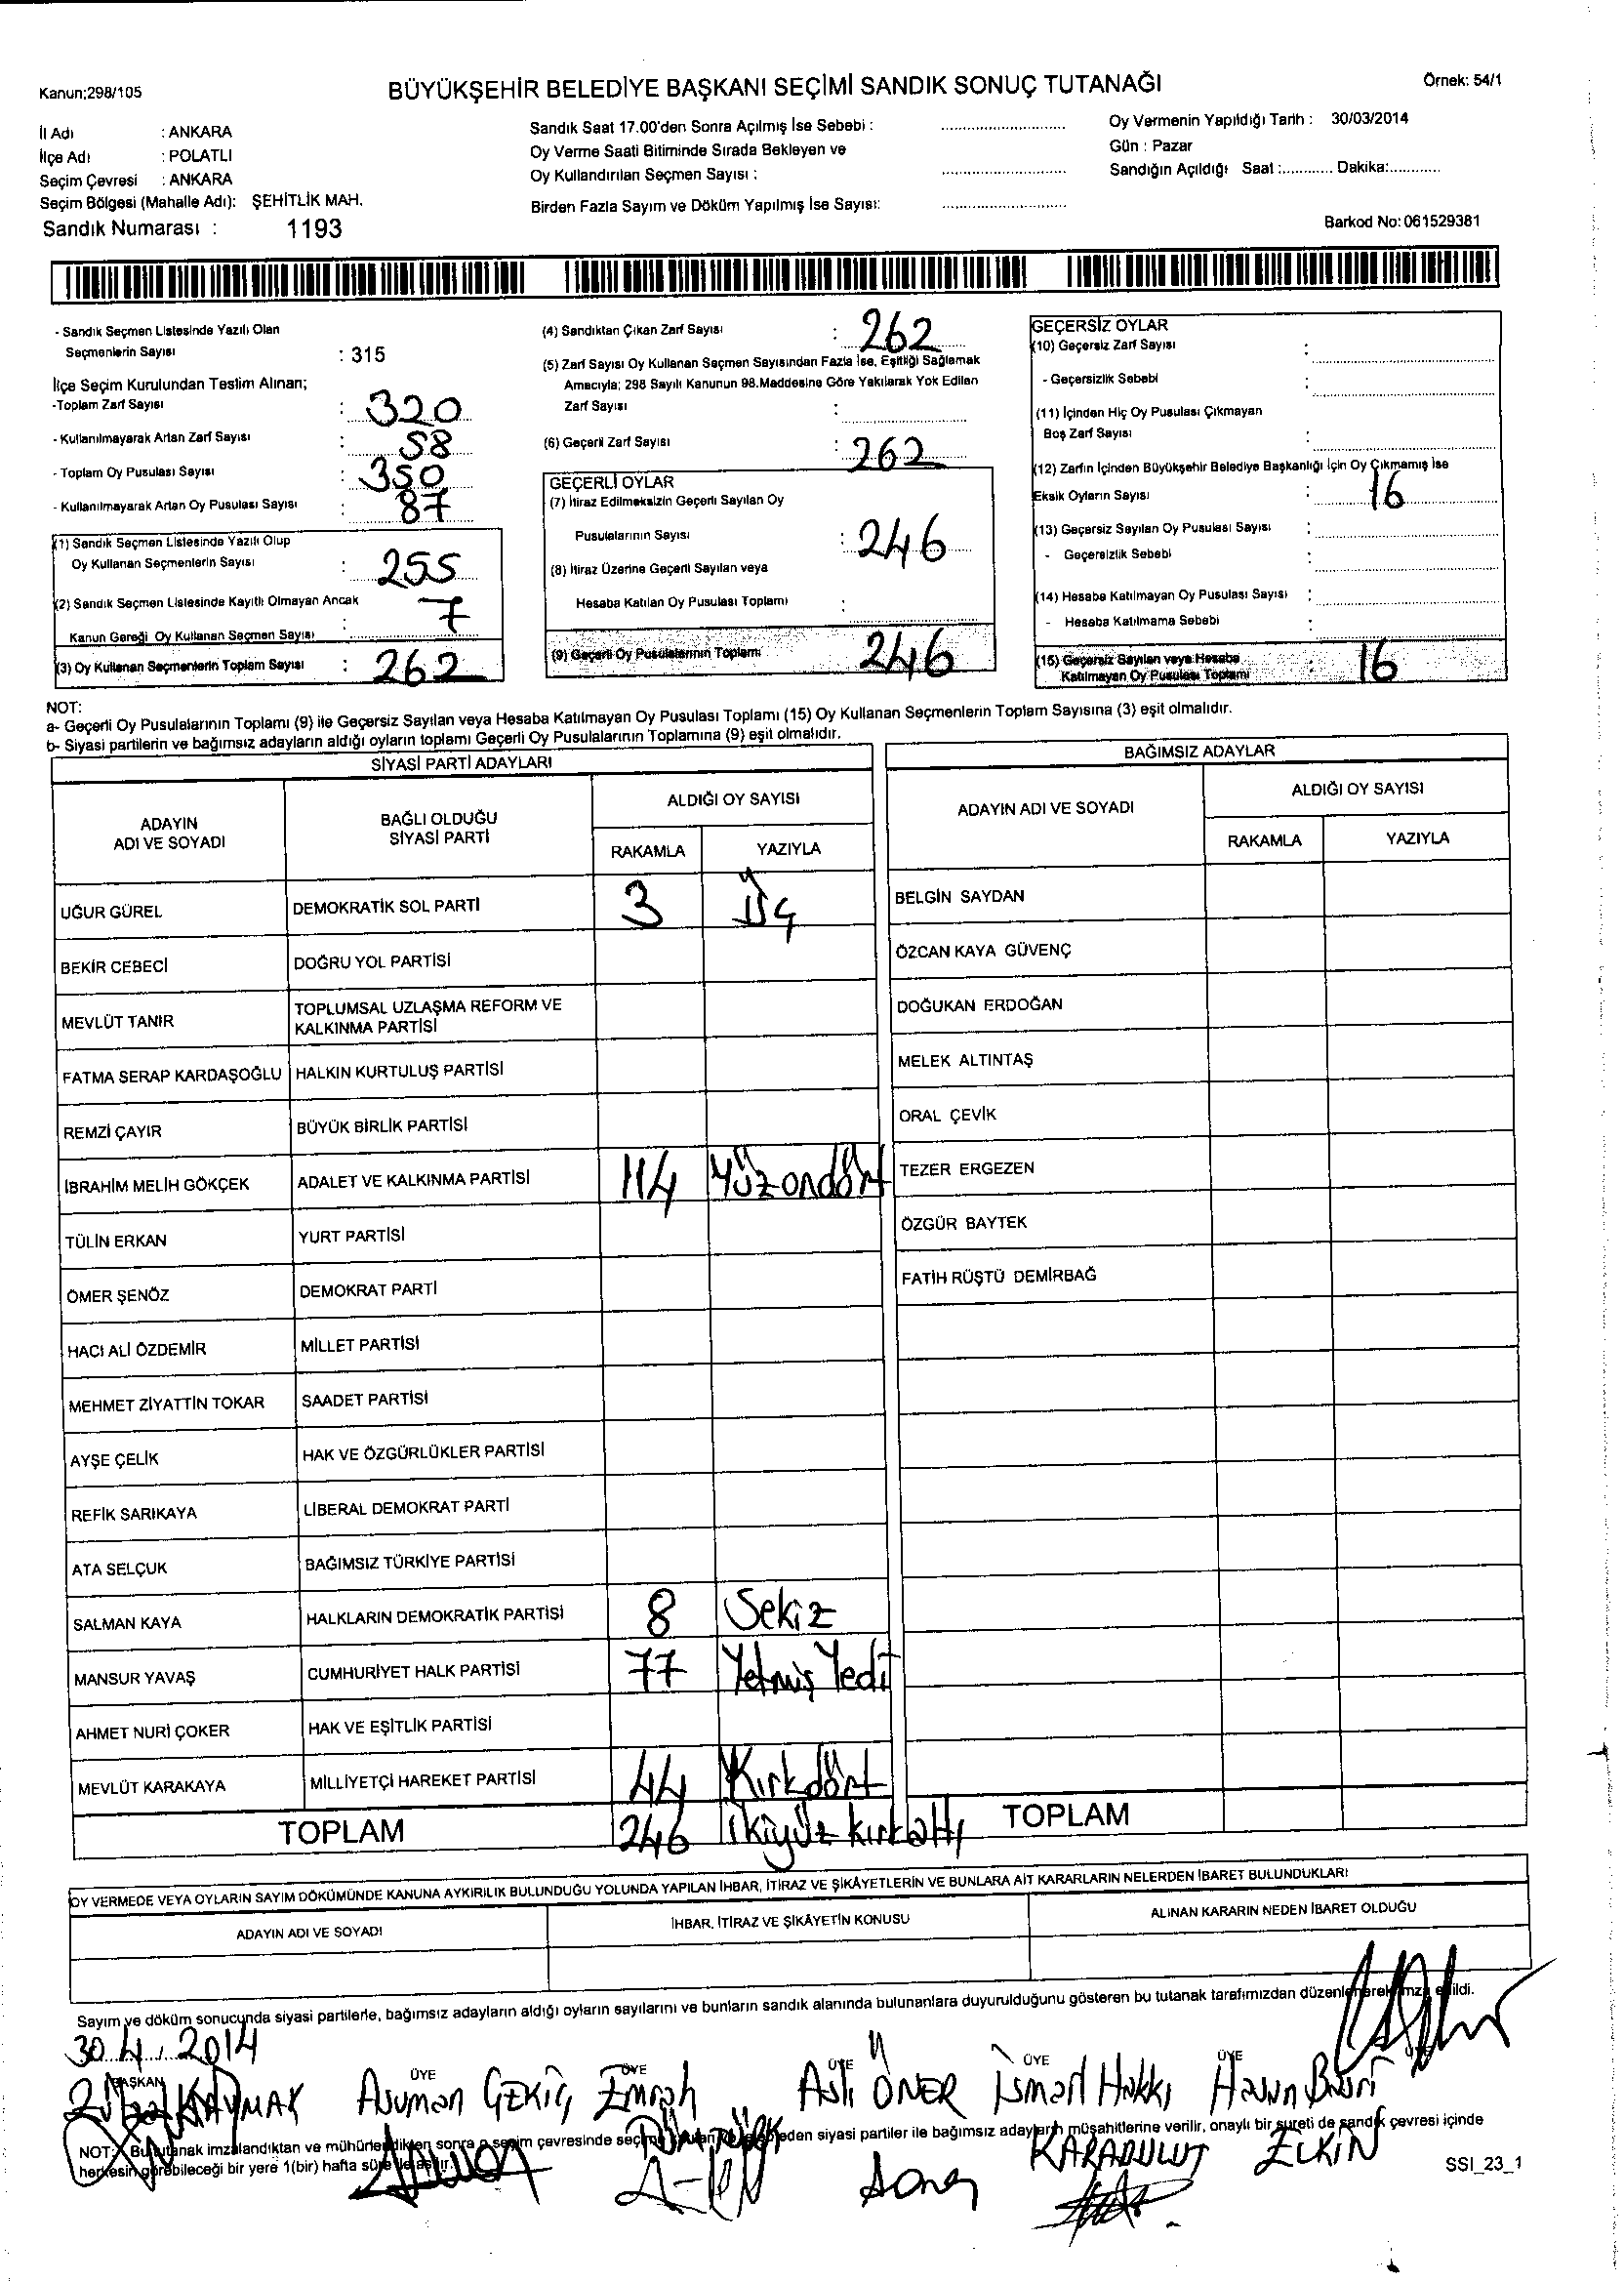 Kanun;298/105
BÜYÜKŞEHİR BELEDİYE BAŞKANI SEÇİMİ SANDIK SONUÇ TUTANAĞI
Örnek: 54/1
İl Adı : ANKARA
İlçe Adı : POLATLI
Seçim Çevresi : ANKARA
Seçim Bölgesi (Mahalle Adı): ŞEHİTLİK MAH.
Sandık Numarası : 1193
Sandık Saat 17.00'den Sonra Açılmış İse Sebebi :
Oy Verme Saati Bitiminde Sırada Bekleyen ve
Oy Kullandırılan Seçmen Sayısı :
Birden Fazla Sayım ve Döküm Yapılmış İse Sayısı:
Oy Vermenin Yapıldığı Tarih : 30/03/2014
Gün : Pazar
Sandığın Açıldığı Saat :............ Dakika:............
Barkod No: 061529381
- Sandık Seçmen Listesinde Yazılı Olan
Seçmenlerin Sayısı : 315
İlçe Seçim Kurulundan Teslim Alınan;
-Toplam Zarf Sayısı : 320
- Kullanılmayarak Artan Zarf Sayısı : 58
- Toplam Oy Pusulası Sayısı : 350
- Kullanılmayarak Artan Oy Pusulası Sayısı : 87
(1) Sandık Seçmen Listesinde Yazılı Olup
Oy Kullanan Seçmenlerin Sayısı : 255
(2) Sandık Seçmen Listesinde Kayıtlı Olmayan Ancak
Kanun Gereği Oy Kullanan Seçmen Sayısı : 7
(3) Oy Kullanan Seçmenlerin Toplam Sayısı : 262
(4) Sandıktan Çıkan Zarf Sayısı : 262
(5) Zarf Sayısı Oy Kullanan Seçmen Sayısından Fazla İse, Eşitliği Sağlamak
Amacıyla; 298 Sayılı Kanunun 98.Maddesine Göre Yakılarak Yok Edilen
Zarf Sayısı :
(6) Geçerli Zarf Sayısı : 262
GEÇERLİ OYLAR
(7) İtiraz Edilmeksizin Geçerli Sayılan Oy
Pusulalarının Sayısı : 246
(8) İtiraz Üzerine Geçerli Sayılan veya
Hesaba Katılan Oy Pusulası Toplamı :
(9) Geçerli Oy Pusulalarının Toplamı 246
GEÇERSİZ OYLAR
(10) Geçersiz Zarf Sayısı :
- Geçersizlik Sebebi :
(11) İçinden Hiç Oy Pusulası Çıkmayan
Boş Zarf Sayısı :
(12) Zarfın İçinden Büyükşehir Belediye Başkanlığı İçin Oy Çıkmamış İse
Eksik Oyların Sayısı : 16
(13) Geçersiz Sayılan Oy Pusulası Sayısı :
- Geçersizlik Sebebi :
(14) Hesaba Katılmayan Oy Pusulası Sayısı :
- Hesaba Katılmama Sebebi :
(15) Geçersiz Sayılan veya Hesaba
Katılmayan Oy Pusulası Toplamı : 16
NOT:
a- Geçerli Oy Pusulalarının Toplamı (9) ile Geçersiz Sayılan veya Hesaba Katılmayan Oy Pusulası Toplamı (15) Oy Kullanan Seçmenlerin Toplam Sayısına (3) eşit olmalıdır.
b- Siyasi partilerin ve bağımsız adayların aldığı oyların toplamı Geçerli Oy Pusulalarının Toplamına (9) eşit olmalıdır.
SİYASİ PARTİ ADAYLARI
ADAYIN ADI VE SOYADI
BAĞLI OLDUĞU SİYASİ PARTİ
ALDIĞI OY SAYISI
RAKAMLA YAZIYLA
UĞUR GÜREL DEMOKRATİK SOL PARTİ 3 Üç
BEKİR CEBECİ DOĞRU YOL PARTİSİ
MEVLÜT TANIR TOPLUMSAL UZLAŞMA REFORM VE KALKINMA PARTİSİ
FATMA SERAP KARDAŞOĞLU HALKIN KURTULUŞ PARTİSİ
REMZİ ÇAYIR BÜYÜK BİRLİK PARTİSİ
İBRAHİM MELİH GÖKÇEK ADALET VE KALKINMA PARTİSİ 114 Yüzondört
TÜLİN ERKAN YURT PARTİSİ
ÖMER ŞENÖZ DEMOKRAT PARTİ
HACI ALİ ÖZDEMİR MİLLET PARTİSİ
MEHMET ZİYATTİN TOKAR SAADET PARTİSİ
AYŞE ÇELİK HAK VE ÖZGÜRLÜKLER PARTİSİ
REFİK SARIKAYA LİBERAL DEMOKRAT PARTİ
ATA SELÇUK BAĞIMSIZ TÜRKİYE PARTİSİ
SALMAN KAYA HALKLARIN DEMOKRATİK PARTİSİ 8 Sekiz
MANSUR YAVAŞ CUMHURİYET HALK PARTİSİ 77 Yetmiş Yedi
AHMET NURİ ÇOKER HAK VE EŞİTLİK PARTİSİ
MEVLÜT KARAKAYA MİLLİYETÇİ HAREKET PARTİSİ 44 Kırkdört
TOPLAM 246 İkiyüz kırkaltı
BAĞIMSIZ ADAYLAR
ADAYIN ADI VE SOYADI
ALDIĞI OY SAYISI
RAKAMLA YAZIYLA
BELGİN SAYDAN
ÖZCAN KAYA GÜVENÇ
DOĞUKAN ERDOĞAN
MELEK ALTINTAŞ
ORAL ÇEVİK
TEZER ERGEZEN
ÖZGÜR BAYTEK
FATİH RÜŞTÜ DEMİRBAĞ
TOPLAM
OY VERMEDE VEYA OYLARIN SAYIM DÖKÜMÜNDE KANUNA AYKIRILIK BULUNDUĞU YOLUNDA YAPILAN İHBAR, İTİRAZ VE ŞİKÂYETLERİN VE BUNLARA AİT KARARLARIN NELERDEN İBARET BULUNDUKLARI
ADAYIN ADI VE SOYADI
İHBAR, İTİRAZ VE ŞİKÂYETİN KONUSU
ALINAN KARARIN NEDEN İBARET OLDUĞU
Sayım ve döküm sonucunda siyasi partilerle, bağımsız adayların aldığı oyların sayılarını ve bunların sandık alanında bulunanlara duyurulduğunu gösteren bu tutanak tarafımızdan düzenlenerek imza edildi.
30.4.2014
BAŞKAN ÜYE ÜYE ÜYE ÜYE ÜYE
KAYMAK Asuman GEKİÇ Emrah Aslı ÖNER İsmail Hakkı Harun
KARABULUT ELKİN
NOT: Bu tutanak imzalandıktan ve mühürlendikten sonra o seçim çevresinde seçime eden siyasi partiler ile bağımsız adayların müşahitlerine verilir, onaylı bir sureti de sandık çevresi içinde
herkesin görebileceği bir yere 1(bir) hafta süre ile asılır.
SSI_23_1